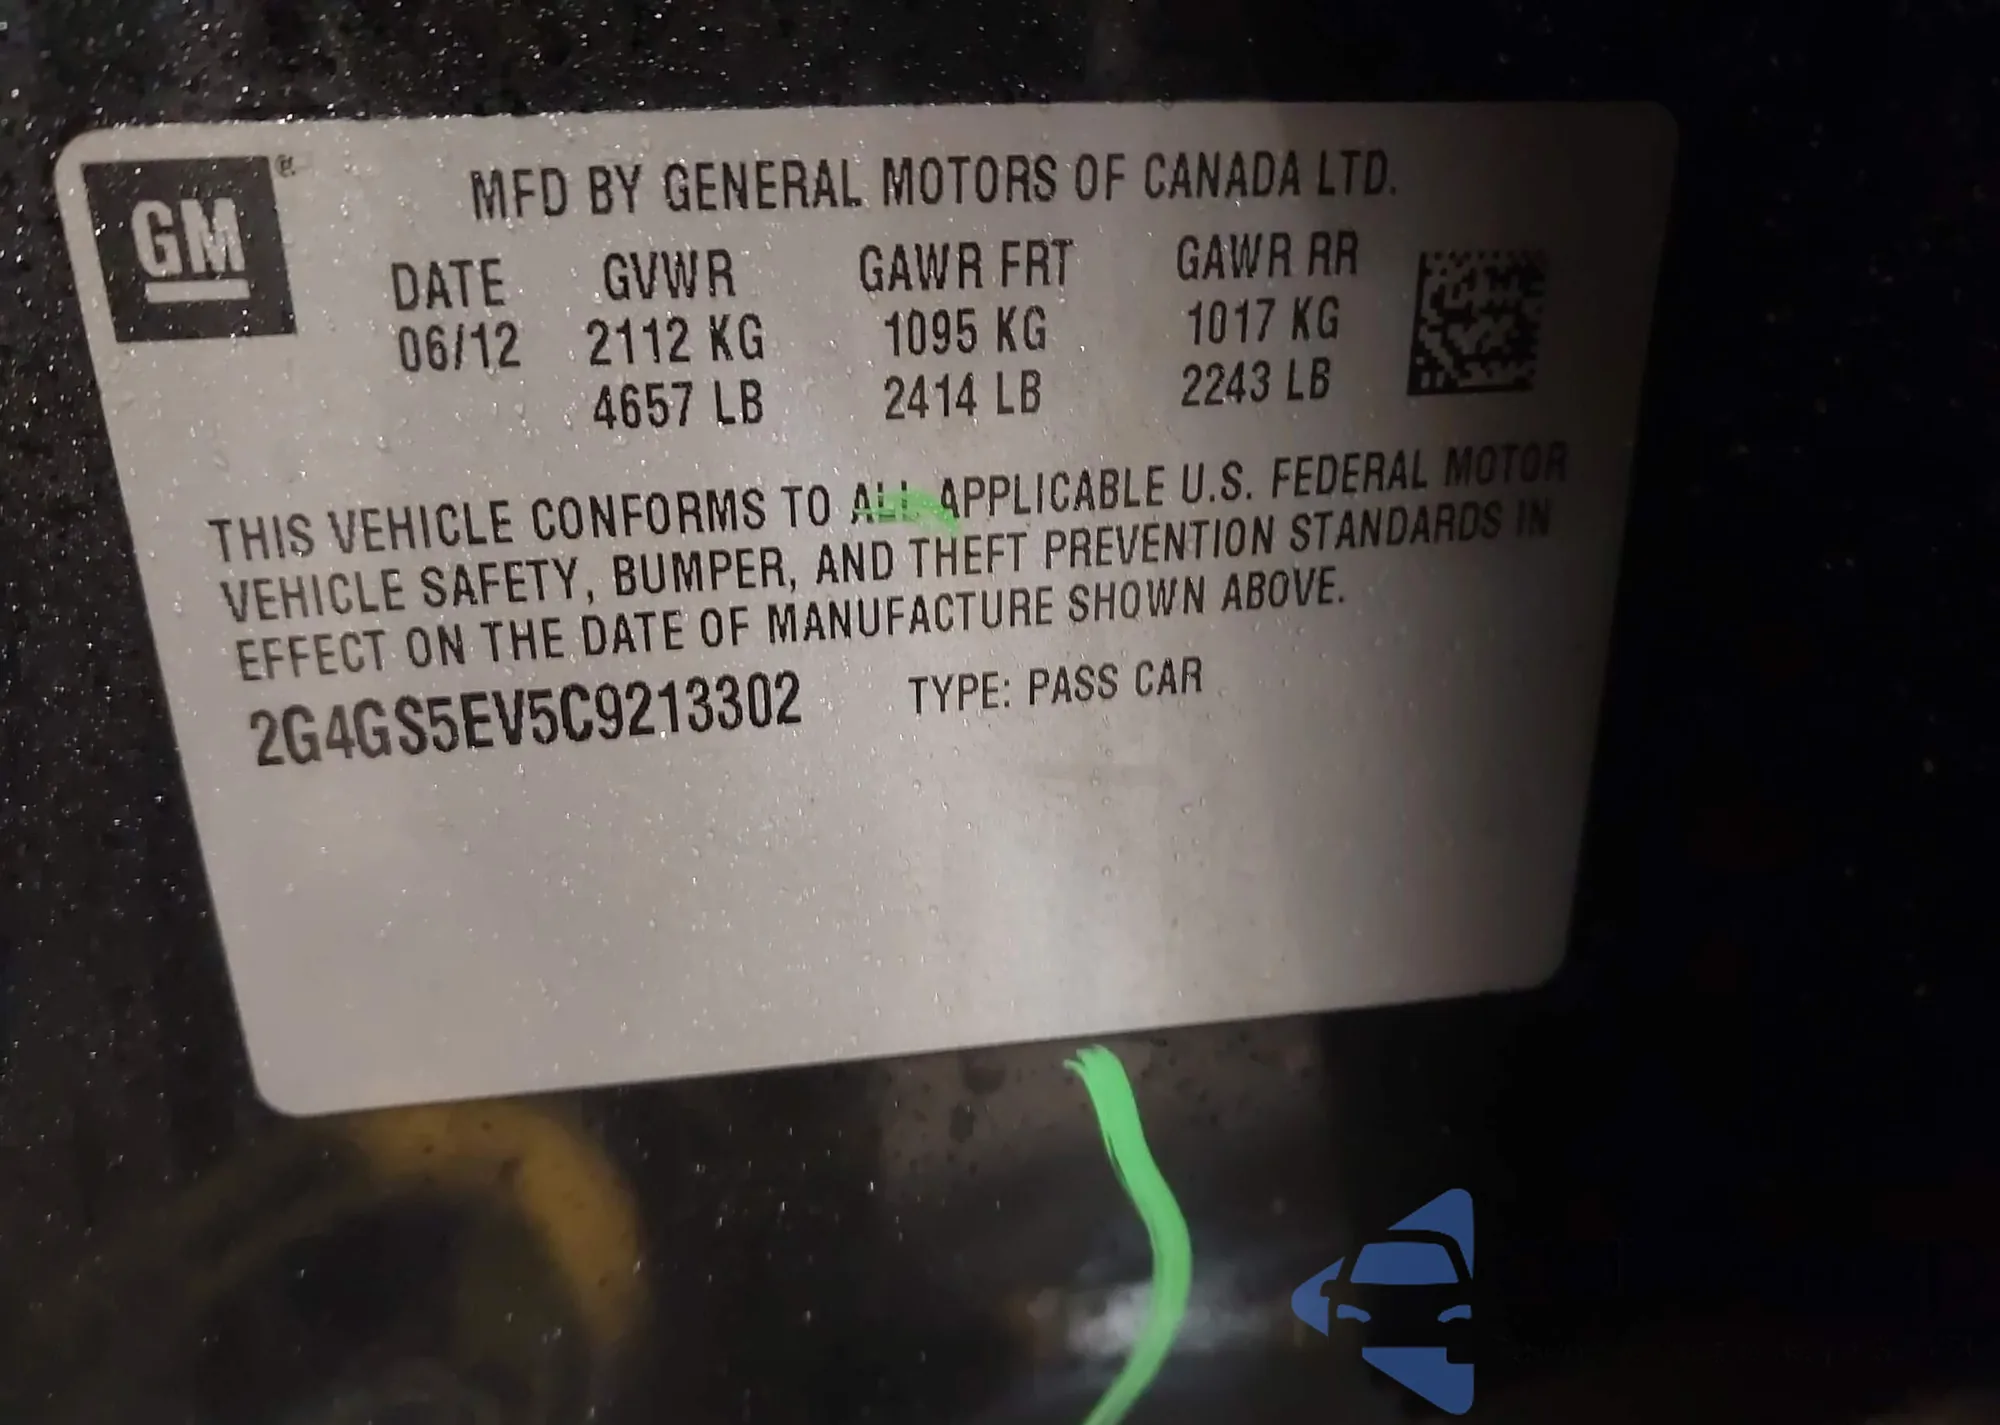 GM
MFD BY GENERAL MOTORS OF CANADA LTD.
DATE GVWR GAWR FRT GAWR RR
06/12 2112 KG 1095 KG 1017 KG
4657 LB 2414 LB 2243 LB
THIS VEHICLE CONFORMS TO ALL APPLICABLE U.S. FEDERAL MOTOR
VEHICLE SAFETY, BUMPER, AND THEFT PREVENTION STANDARDS IN
EFFECT ON THE DATE OF MANUFACTURE SHOWN ABOVE.
2G4GS5EV5C9213302 TYPE: PASS CAR